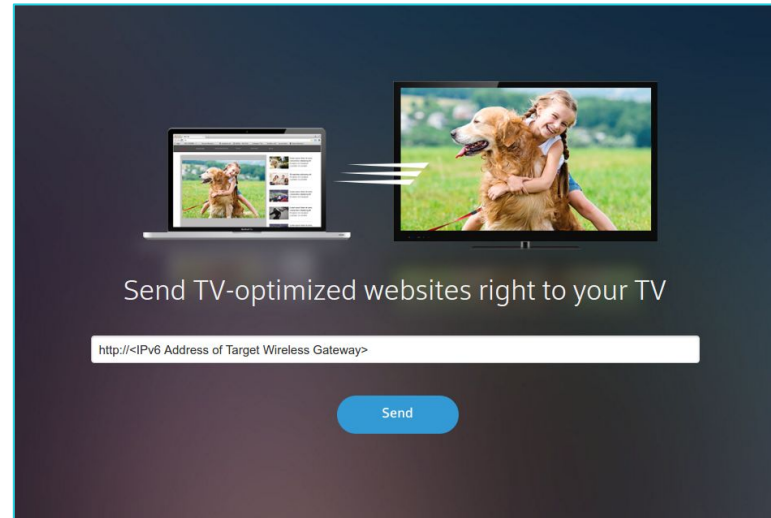 Send TV-optimized websites right to your TV
http://<IPv6 Address of Target Wireless Gateway>
Send